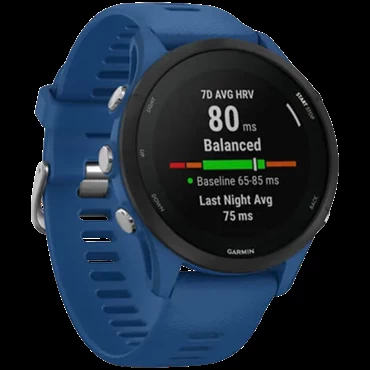 7D AVG HRV
80 ms
Balanced
Baseline 65-85 ms
Last Night Avg
75 ms
GARMIN
LIGHT
UP
DOWN
START STOP
BACK